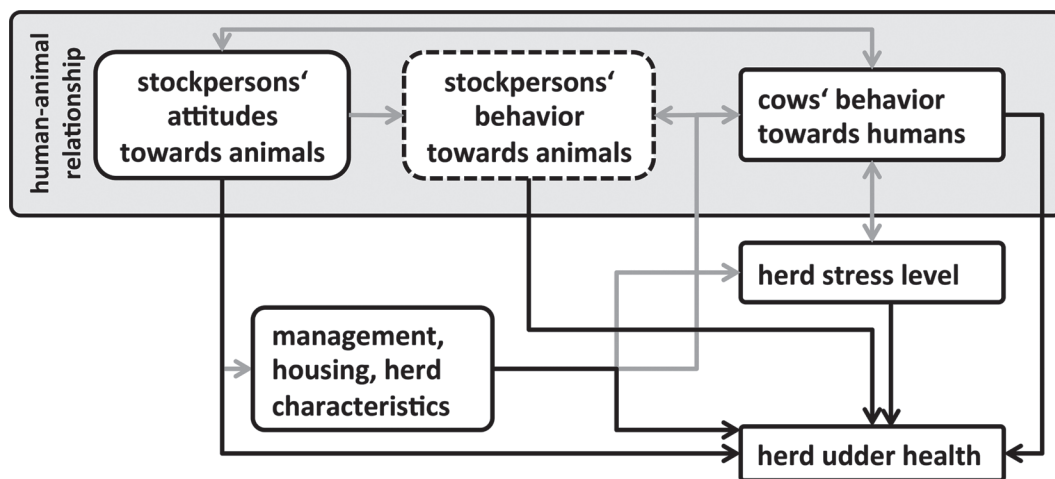 human-animal
relationship
stockpersons‘
attitudes
towards animals
stockpersons‘
behavior
towards animals
cows‘ behavior
towards humans
herd stress level
management,
housing, herd
characteristics
herd udder health